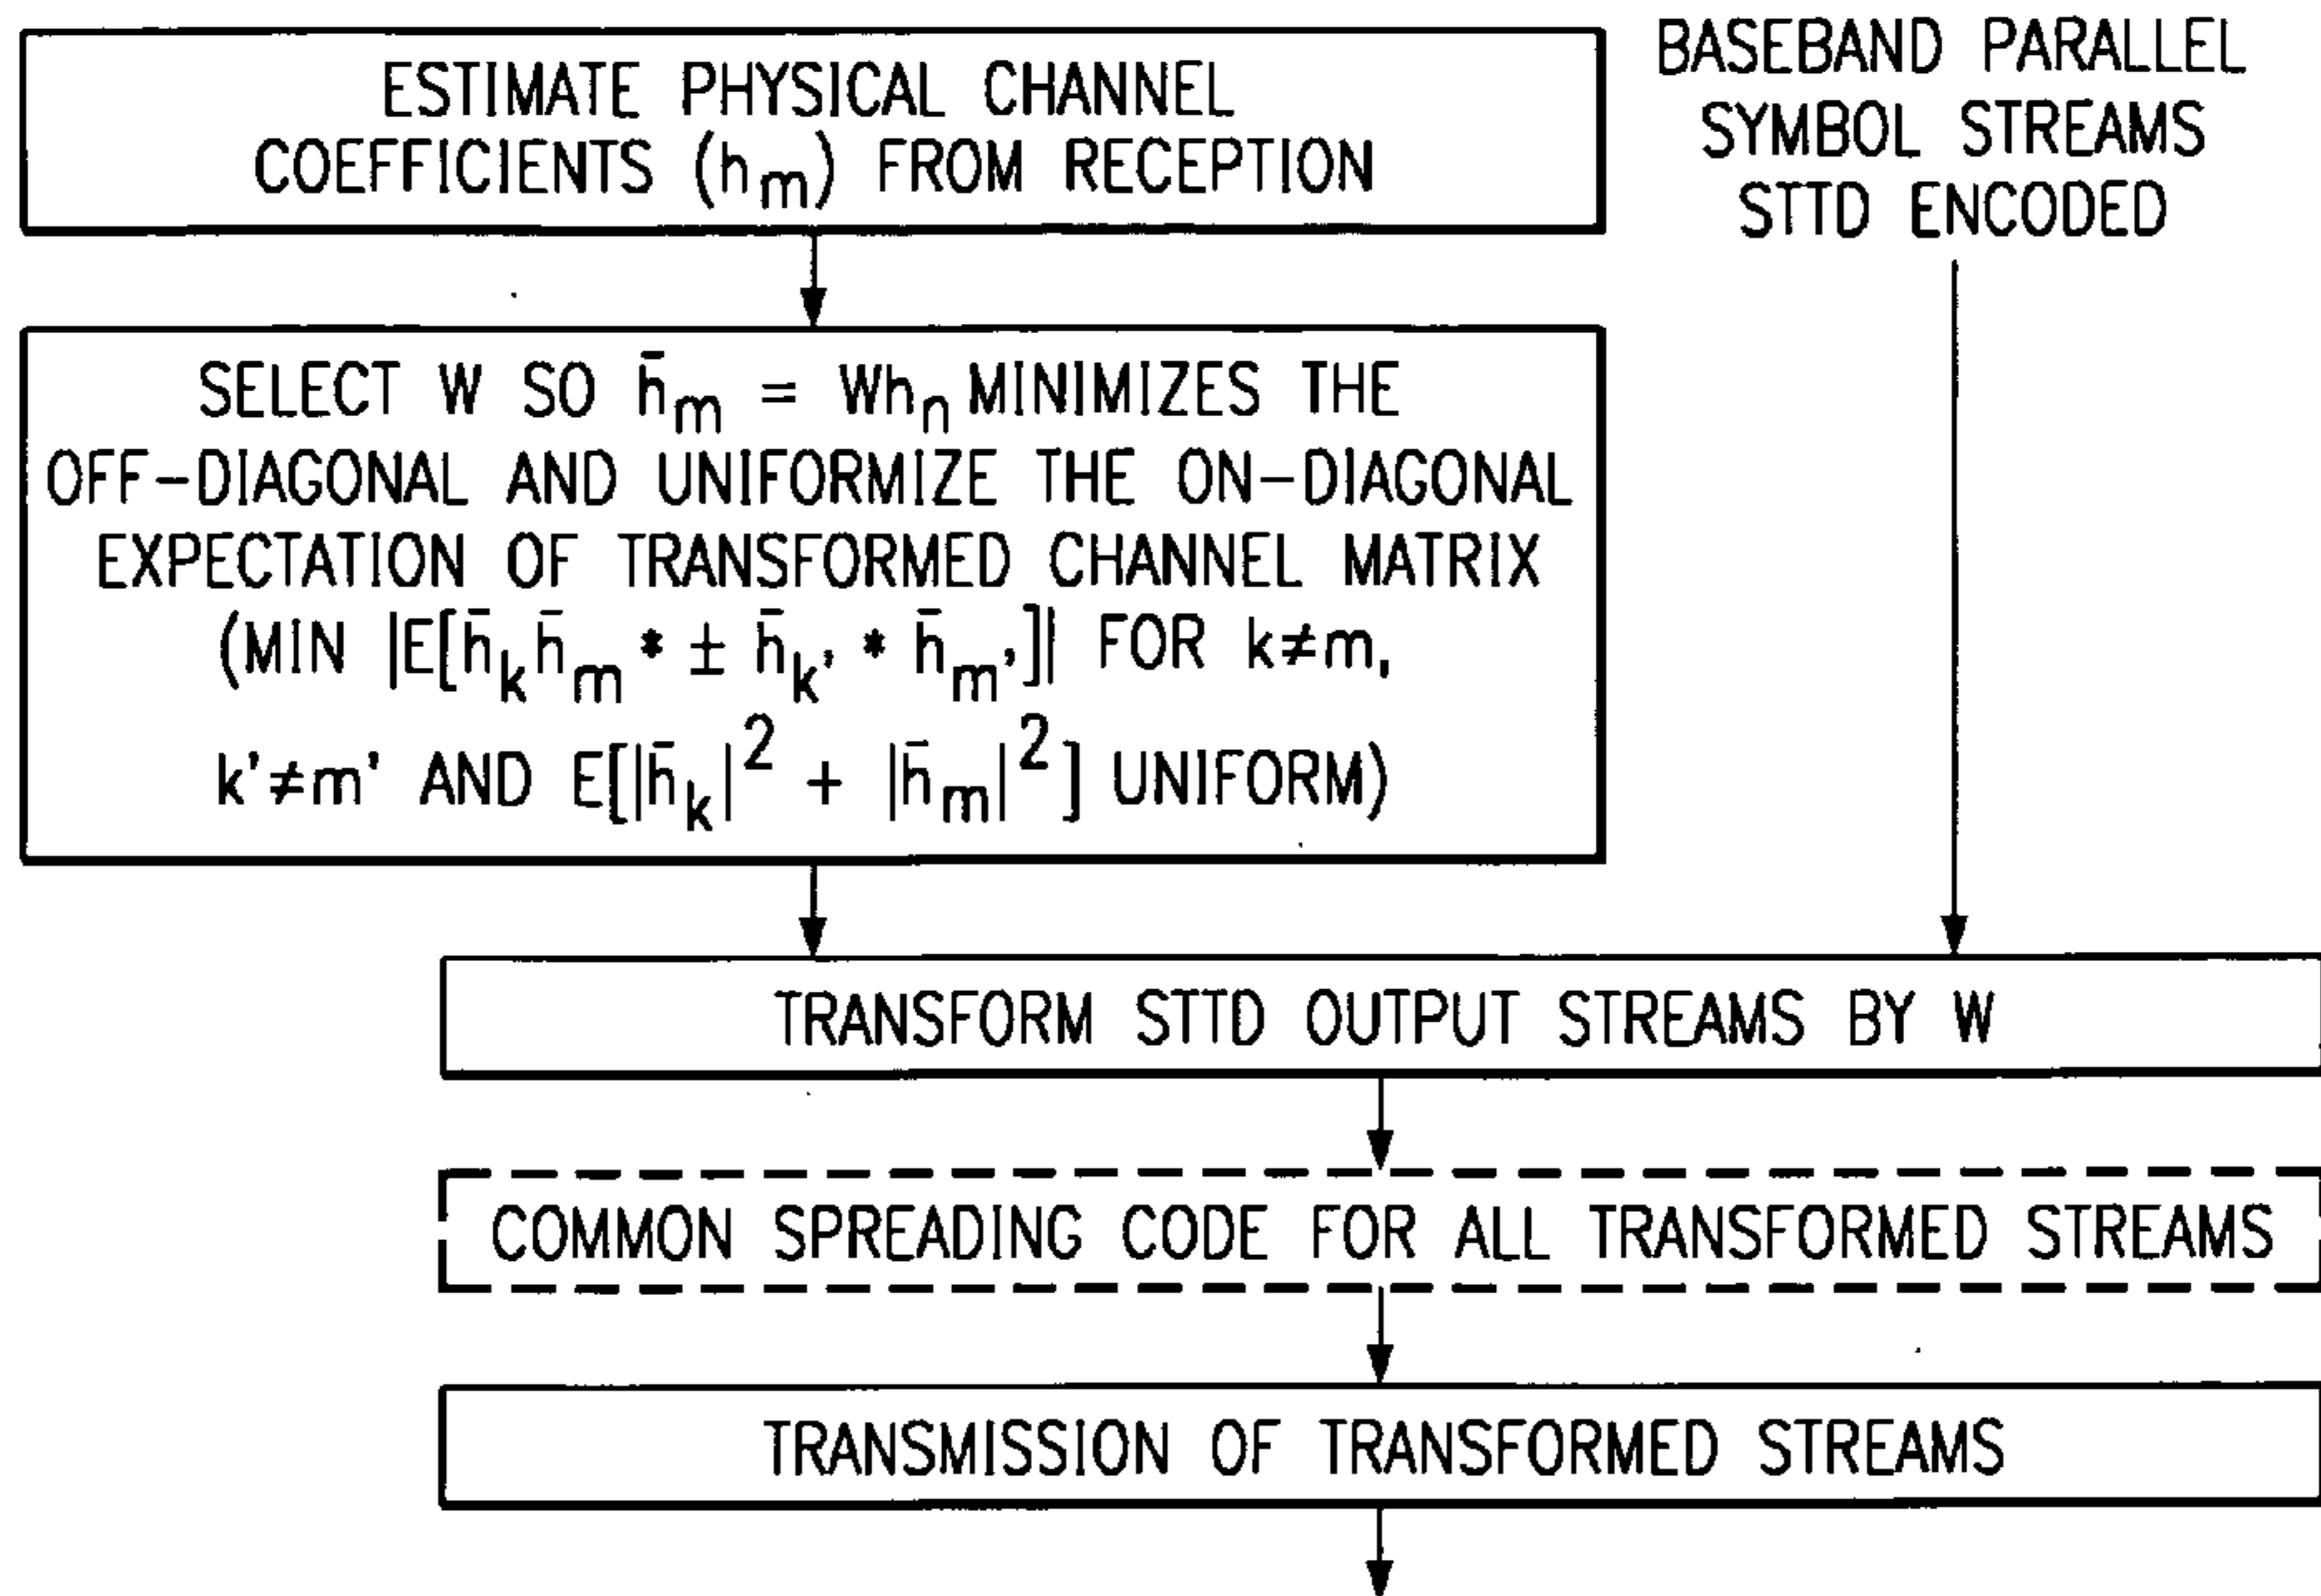 ESTIMATE PHYSICAL CHANNEL
COEFFICIENTS (hₘ) FROM RECEPTION
BASEBAND PARALLEL
SYMBOL STREAMS
STTD ENCODED
SELECT W SO h̄ₘ = Whₙ MINIMIZES THE
OFF-DIAGONAL AND UNIFORMIZE THE ON-DIAGONAL
EXPECTATION OF TRANSFORMED CHANNEL MATRIX
(MIN |E[h̄ₖh̄ₘ* ± h̄ₖ'*h̄ₘ']| FOR k≠m,
k'≠m' AND E[|h̄ₖ|² + |h̄ₘ|²] UNIFORM)
TRANSFORM STTD OUTPUT STREAMS BY W
COMMON SPREADING CODE FOR ALL TRANSFORMED STREAMS
TRANSMISSION OF TRANSFORMED STREAMS